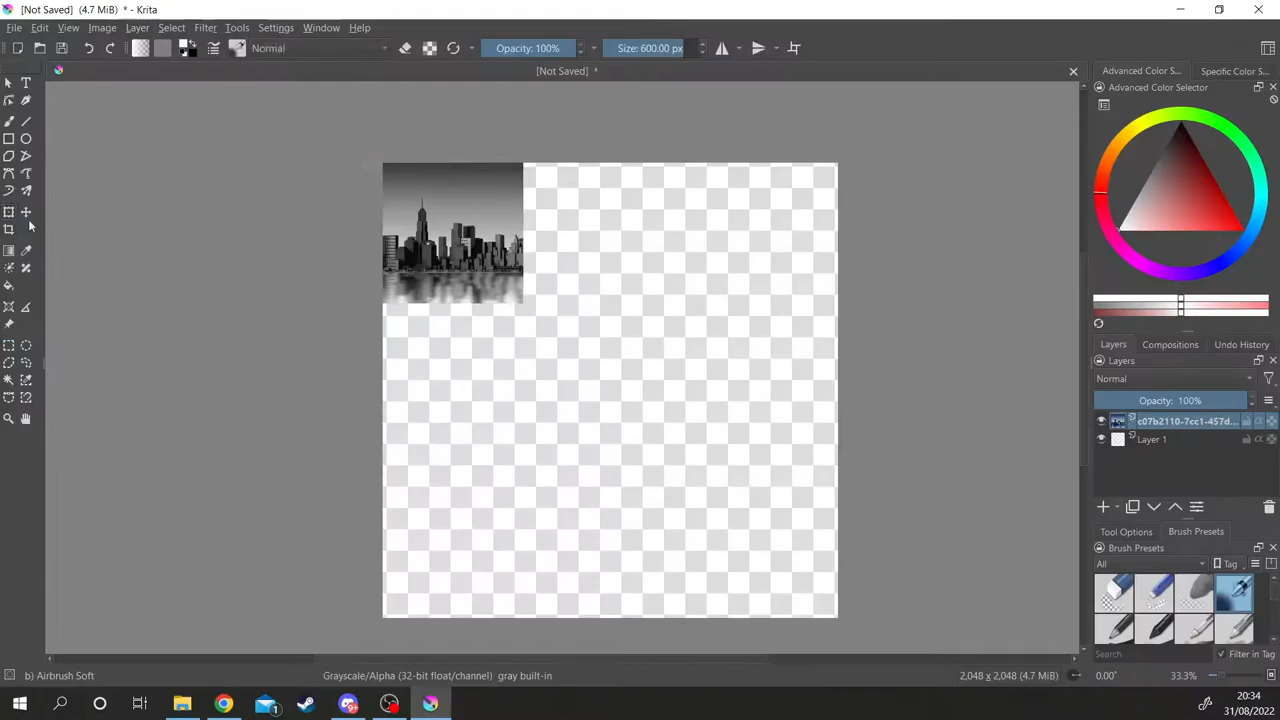 [Not Saved] (4.7 MiB) * - Krita
File Edit View Image Layer Select Filter Tools Settings Window Help
Normal
Opacity: 100%
Size: 600.00 px
[Not Saved] *
Advanced Color S...
Specific Color S...
Advanced Color Selector
Layers
Compositions
Undo History
Layers
Normal
Opacity: 100%
c07b2110-7cc1-457d...
Layer 1
Tool Options
Brush Presets
Brush Presets
All
Tag
Search
Filter in Tag
b) Airbrush Soft
Grayscale/Alpha (32-bit float/channel) gray built-in
2,048 x 2,048 (4.7 MiB)
0.00°
33.3%
1
20:34
31/08/2022